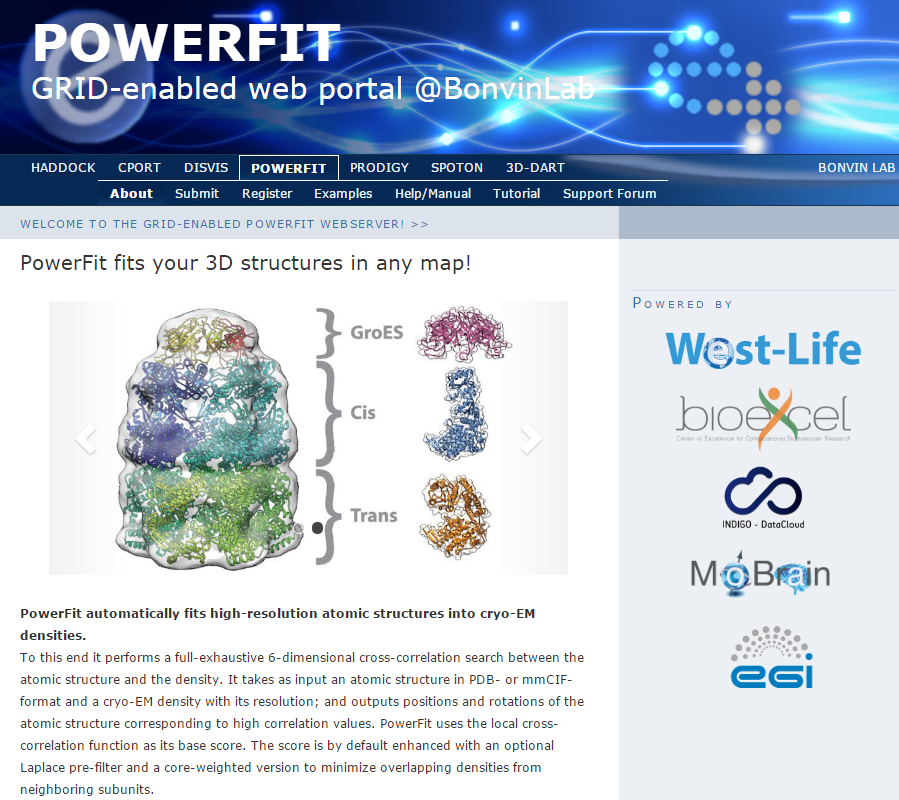 POWERFIT
GRID-enabled web portal @BonvinLab
HADDOCK CPORT DISVIS POWERFIT PRODIGY SPOTON 3D-DART BONVIN LAB
About Submit Register Examples Help/Manual Tutorial Support Forum
WELCOME TO THE GRID-ENABLED POWERFIT WEBSERVER! >>
PowerFit fits your 3D structures in any map!
GroES
Cis
Trans
PowerFit automatically fits high-resolution atomic structures into cryo-EM
densities.
To this end it performs a full-exhaustive 6-dimensional cross-correlation search between the
atomic structure and the density. It takes as input an atomic structure in PDB- or mmCIF-
format and a cryo-EM density with its resolution; and outputs positions and rotations of the
atomic structure corresponding to high correlation values. PowerFit uses the local cross-
correlation function as its base score. The score is by default enhanced with an optional
Laplace pre-filter and a core-weighted version to minimize overlapping densities from
neighboring subunits.
Powered by
West-Life
bioexcel
Center of Excellence for Computational Biomolecular Research
INDIGO - DataCloud
MoBrain
egi